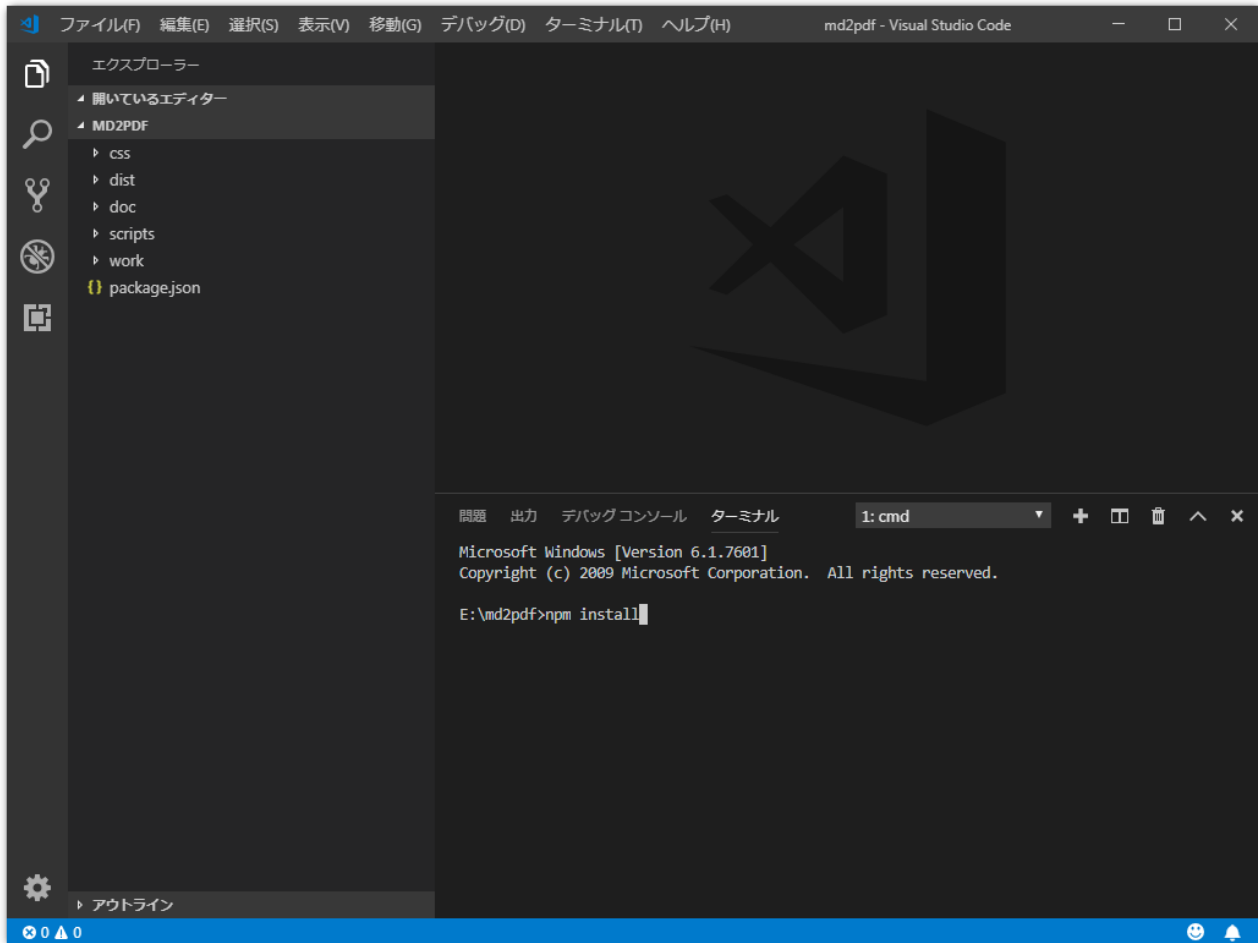 ファイル(F) 編集(E) 選択(S) 表示(V) 移動(G) デバッグ(D) ターミナル(T) ヘルプ(H) md2pdf - Visual Studio Code
エクスプローラー
開いているエディター
MD2PDF
css
dist
doc
scripts
work
{} package.json
アウトライン
問題 出力 デバッグ コンソール ターミナル 1: cmd
Microsoft Windows [Version 6.1.7601]
Copyright (c) 2009 Microsoft Corporation.  All rights reserved.
E:\md2pdf>npm install
0 0